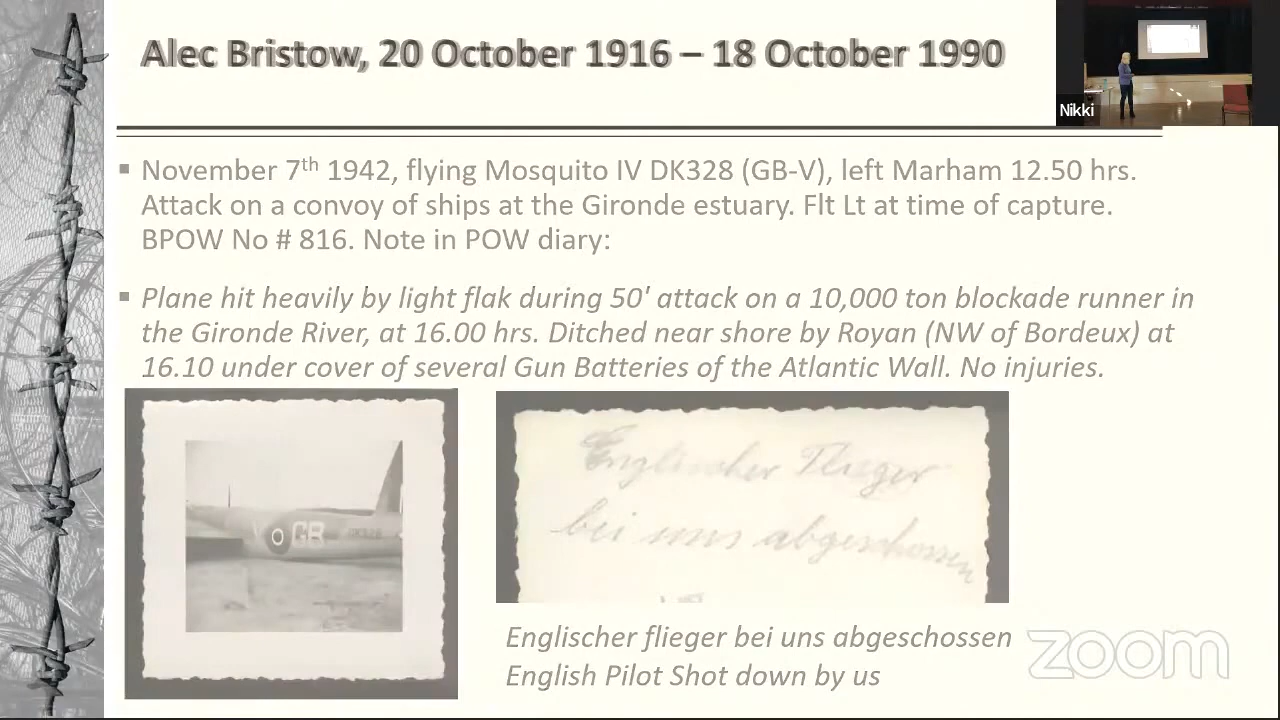 Alec Bristow, 20 October 1916 – 18 October 1990
Nikki
November 7th 1942, flying Mosquito IV DK328 (GB-V), left Marham 12.50 hrs.
Attack on a convoy of ships at the Gironde estuary. Flt Lt at time of capture.
BPOW No # 816. Note in POW diary:
Plane hit heavily by light flak during 50' attack on a 10,000 ton blockade runner in
the Gironde River, at 16.00 hrs. Ditched near shore by Royan (NW of Bordeux) at
16.10 under cover of several Gun Batteries of the Atlantic Wall. No injuries.
V GB DK328
Englischer Flieger
bei uns abgeschossen
Englischer flieger bei uns abgeschossen
English Pilot Shot down by us
zoom